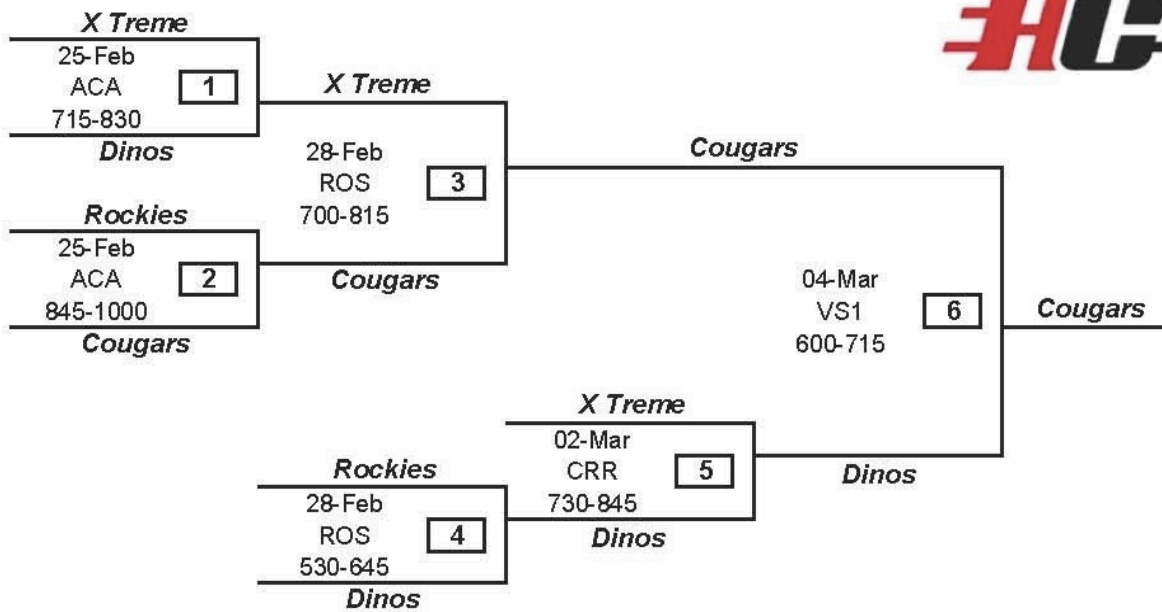 X Treme
25-Feb
ACA
1
715-830
Dinos
Rockies
25-Feb
ACA
2
845-1000
Cougars
X Treme
28-Feb
ROS
3
700-815
Cougars
Rockies
28-Feb
ROS
4
530-645
Dinos
X Treme
02-Mar
CRR
5
730-845
Dinos
Cougars
04-Mar
VS1
6
600-715
Dinos
Cougars
HC